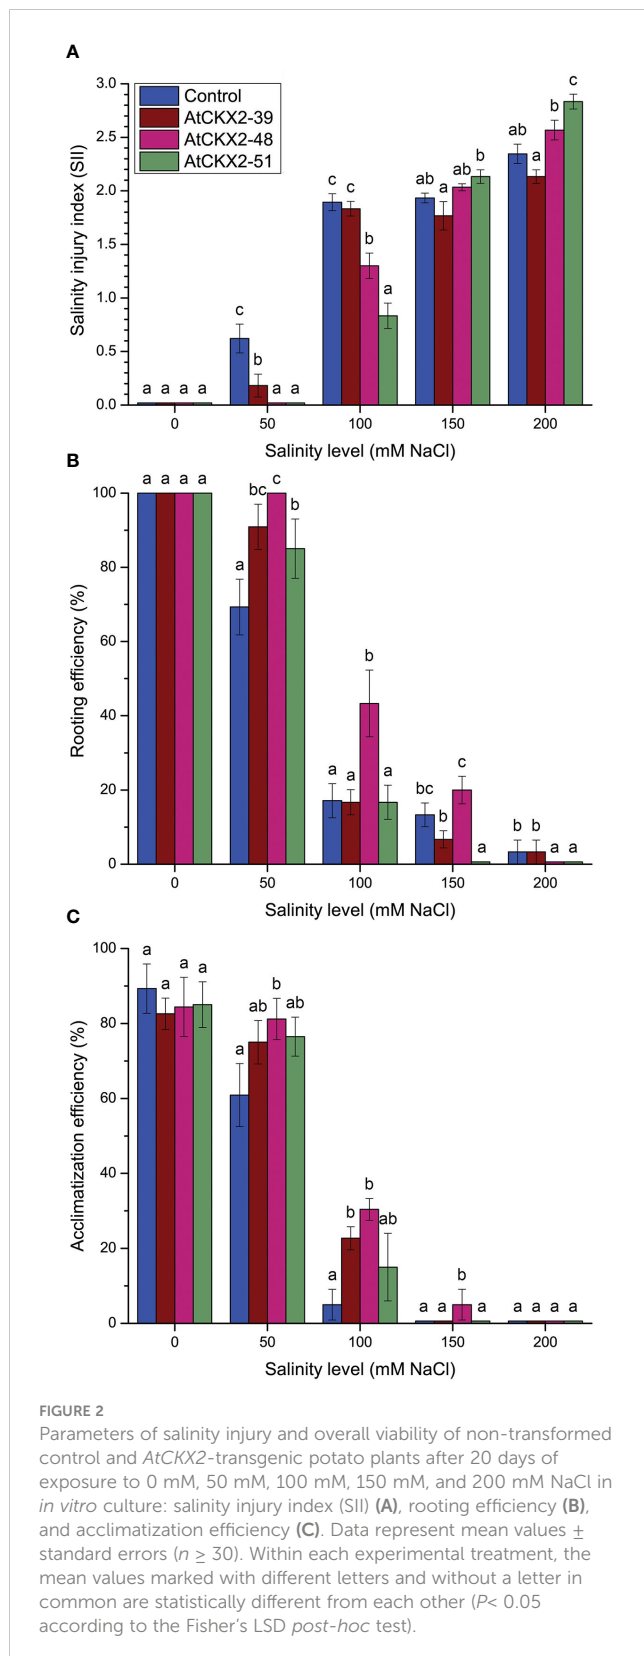 A
3.0
2.5
2.0
1.5
1.0
0.5
0.0
Salinity injury index (SII)
Control
AtCKX2-39
AtCKX2-48
AtCKX2-51
a a a a
c b a a
c c b a
ab a ab b
ab a b c
0 50 100 150 200
Salinity level (mM NaCl)
B
100
80
60
40
20
0
Rooting efficiency (%)
a a a a
a bc c b
a a b a
bc b c a
b b a a
0 50 100 150 200
Salinity level (mM NaCl)
C
100
80
60
40
20
0
Acclimatization efficiency (%)
a a a a
a ab b ab
a b b ab
a a b a
a a a a
0 50 100 150 200
Salinity level (mM NaCl)
FIGURE 2
Parameters of salinity injury and overall viability of non-transformed
control and AtCKX2-transgenic potato plants after 20 days of
exposure to 0 mM, 50 mM, 100 mM, 150 mM, and 200 mM NaCl in
in vitro culture: salinity injury index (SII) (A), rooting efficiency (B),
and acclimatization efficiency (C). Data represent mean values ±
standard errors (n ≥ 30). Within each experimental treatment, the
mean values marked with different letters and without a letter in
common are statistically different from each other (P< 0.05
according to the Fisher's LSD post-hoc test).